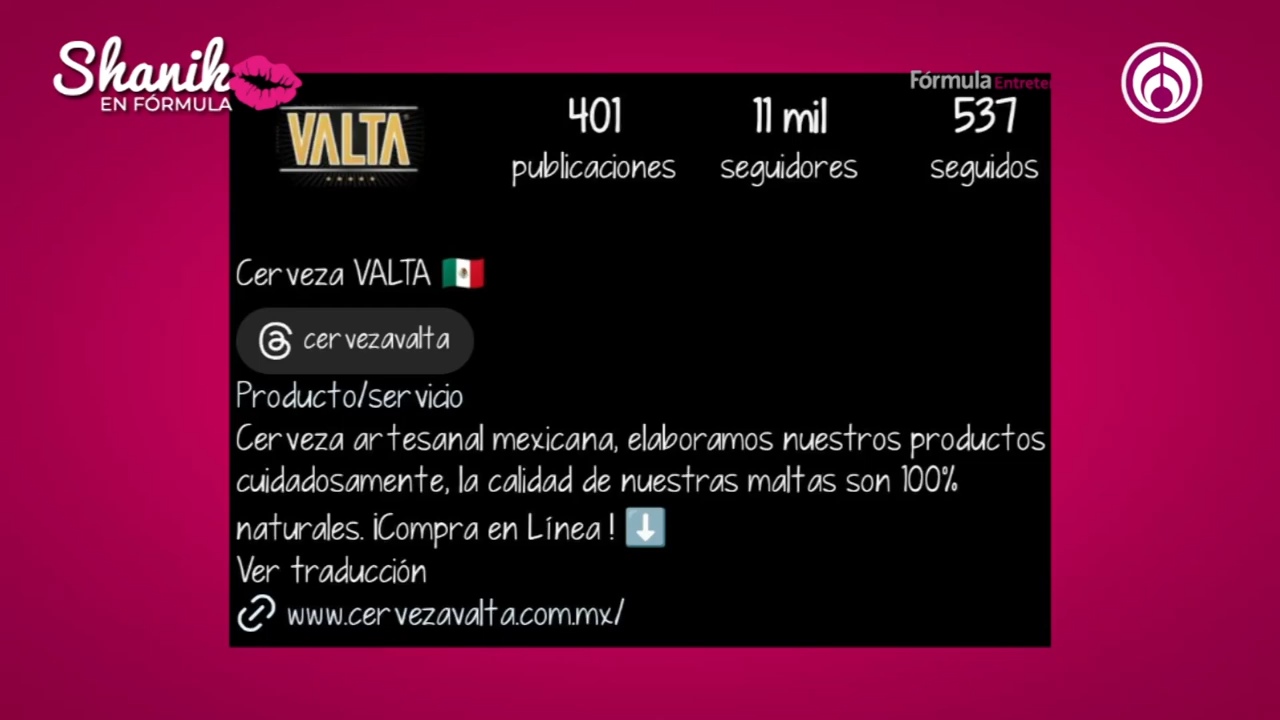 Shanik
EN FÓRMULA
Fórmula Entrete
VALTA
401
11 mil
537
publicaciones
seguidores
seguidos
Cerveza VALTA
cervezavalta
Producto/servicio
Cerveza artesanal mexicana, elaboramos nuestros productos
cuidadosamente, la calidad de nuestras maltas son 100%
naturales. ¡Compra en Línea !
Ver traducción
www.cervezavalta.com.mx/